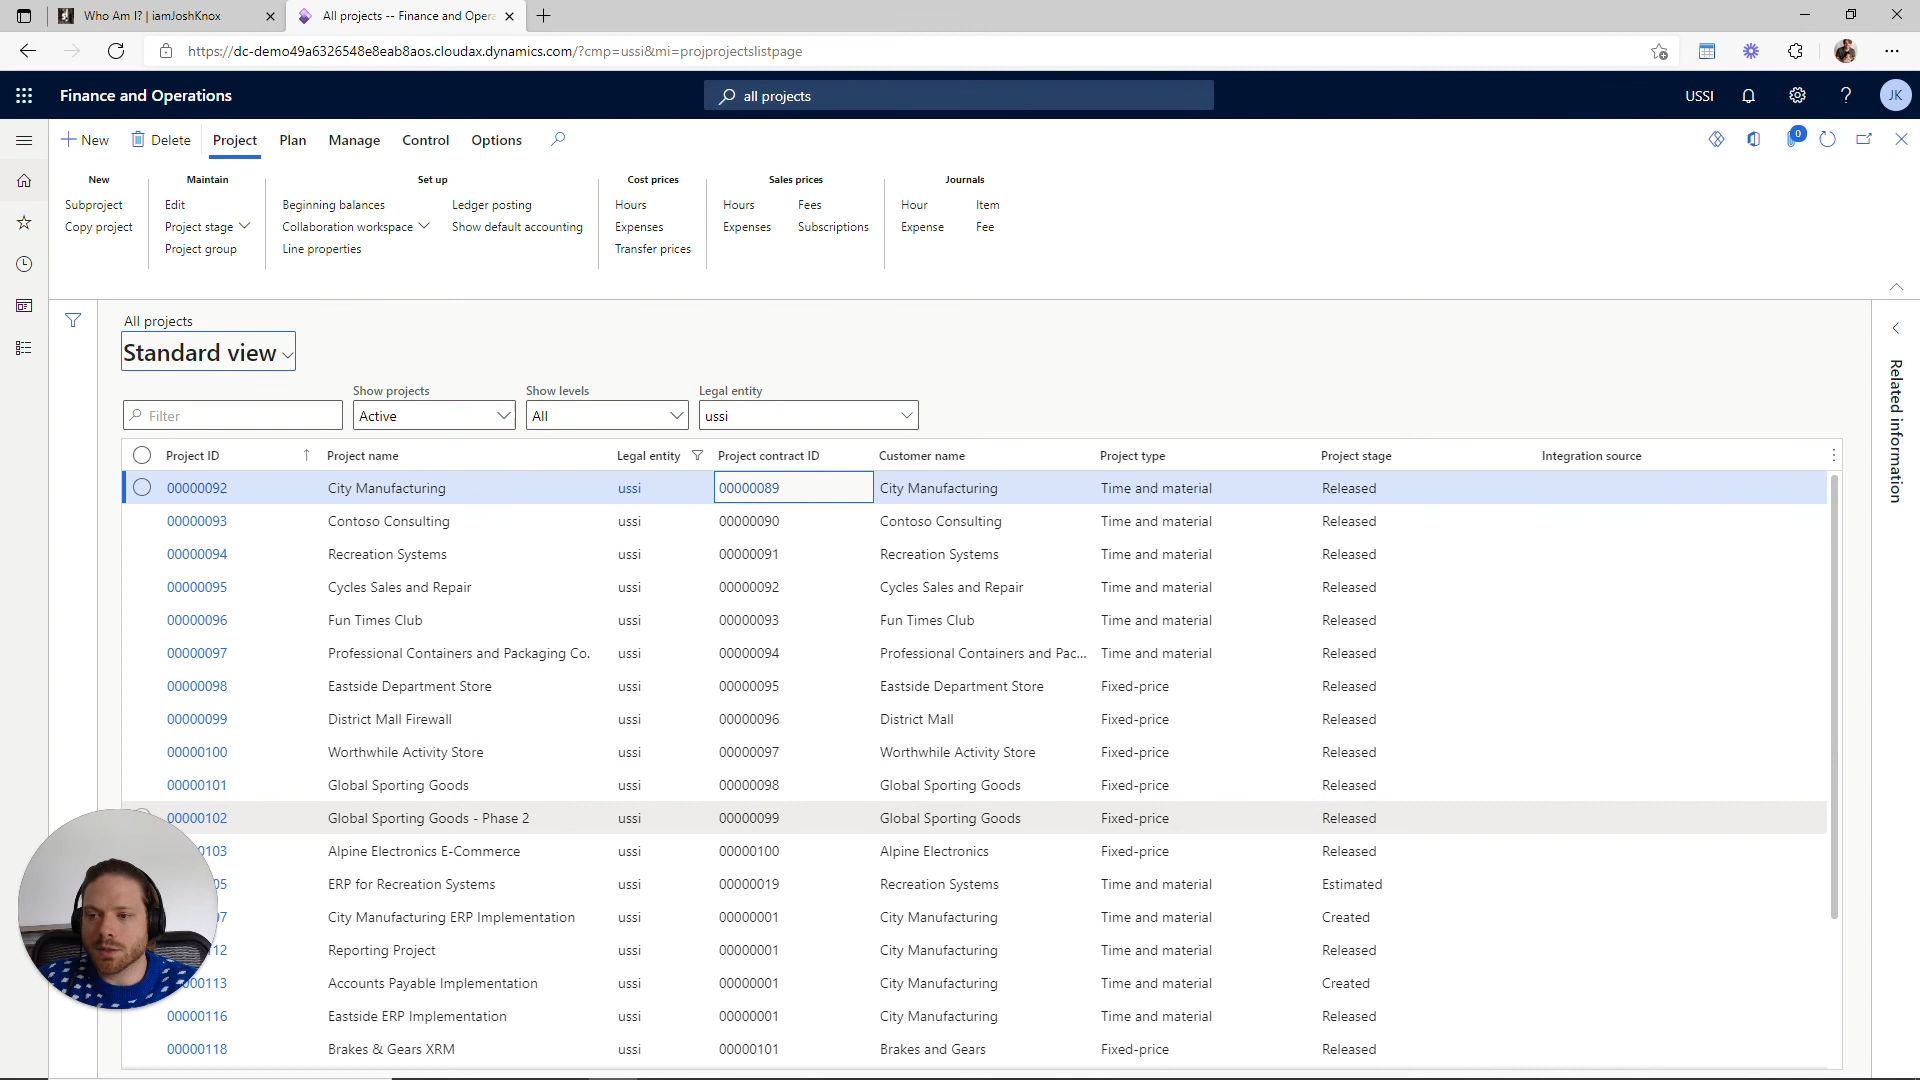 Who Am I? | iamJoshKnox
All projects -- Finance and Opera
https://dc-demo49a6326548e8eab8aos.cloudax.dynamics.com/?cmp=ussi&mi=projprojectslistpage
Finance and Operations
all projects
USSI
JK
New
Delete
Project
Plan
Manage
Control
Options
0
New
Subproject
Copy project
Maintain
Edit
Project stage
Project group
Set up
Beginning balances
Collaboration workspace
Line properties
Ledger posting
Show default accounting
Cost prices
Hours
Expenses
Transfer prices
Sales prices
Hours
Expenses
Fees
Subscriptions
Journals
Hour
Expense
Item
Fee
All projects
Standard view
Related information
Filter
Show projects
Active
Show levels
All
Legal entity
ussi
Project ID Project name Legal entity Project contract ID Customer name Project type Project stage Integration source
00000092 City Manufacturing ussi 00000089 City Manufacturing Time and material Released
00000093 Contoso Consulting ussi 00000090 Contoso Consulting Time and material Released
00000094 Recreation Systems ussi 00000091 Recreation Systems Time and material Released
00000095 Cycles Sales and Repair ussi 00000092 Cycles Sales and Repair Time and material Released
00000096 Fun Times Club ussi 00000093 Fun Times Club Time and material Released
00000097 Professional Containers and Packaging Co. ussi 00000094 Professional Containers and Pac... Time and material Released
00000098 Eastside Department Store ussi 00000095 Eastside Department Store Fixed-price Released
00000099 District Mall Firewall ussi 00000096 District Mall Fixed-price Released
00000100 Worthwhile Activity Store ussi 00000097 Worthwhile Activity Store Fixed-price Released
00000101 Global Sporting Goods ussi 00000098 Global Sporting Goods Fixed-price Released
00000102 Global Sporting Goods - Phase 2 ussi 00000099 Global Sporting Goods Fixed-price Released
0103 Alpine Electronics E-Commerce ussi 00000100 Alpine Electronics Fixed-price Released
05 ERP for Recreation Systems ussi 00000019 Recreation Systems Time and material Estimated
07 City Manufacturing ERP Implementation ussi 00000001 City Manufacturing Time and material Created
12 Reporting Project ussi 00000001 City Manufacturing Time and material Released
00113 Accounts Payable Implementation ussi 00000001 City Manufacturing Time and material Created
00000116 Eastside ERP Implementation ussi 00000001 City Manufacturing Time and material Released
00000118 Brakes & Gears XRM ussi 00000101 Brakes and Gears Fixed-price Released